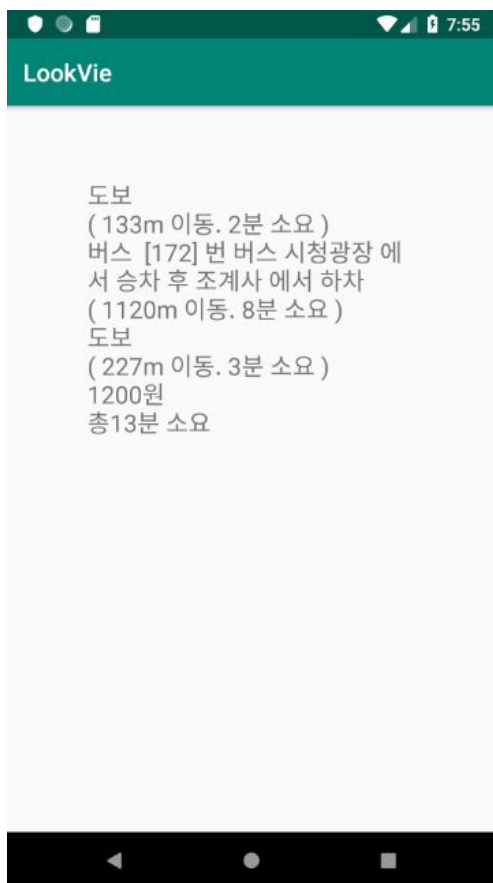 7:55
LookVie
도보
( 133m 이동. 2분 소요 )
버스  [172] 번 버스 시청광장 에
서 승차 후 조계사 에서 하차
( 1120m 이동. 8분 소요 )
도보
( 227m 이동. 3분 소요 )
1200원
총13분 소요